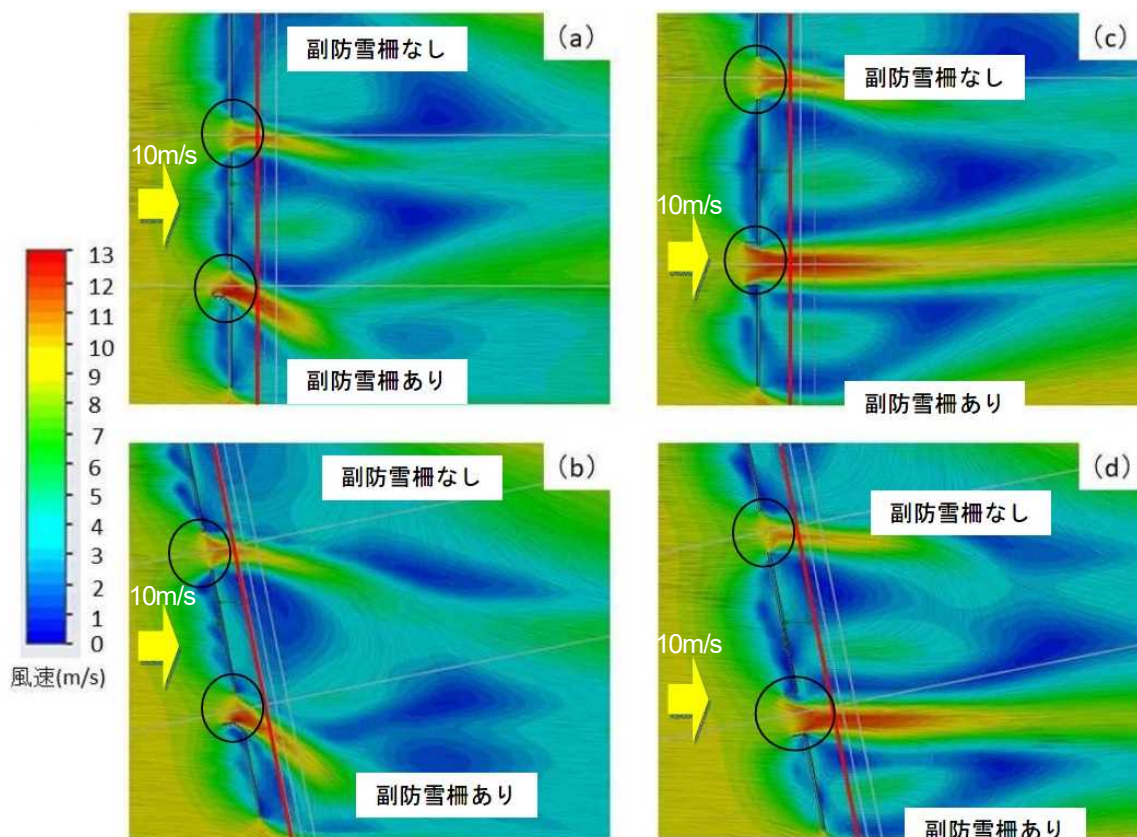 (a)
副防雪柵なし
10m/s
副防雪柵あり
(c)
副防雪柵なし
10m/s
副防雪柵あり
13
12
11
10
9
8
7
6
5
4
3
2
1
0
風速(m/s)
(b)
副防雪柵なし
10m/s
副防雪柵あり
(d)
副防雪柵なし
10m/s
副防雪柵あり